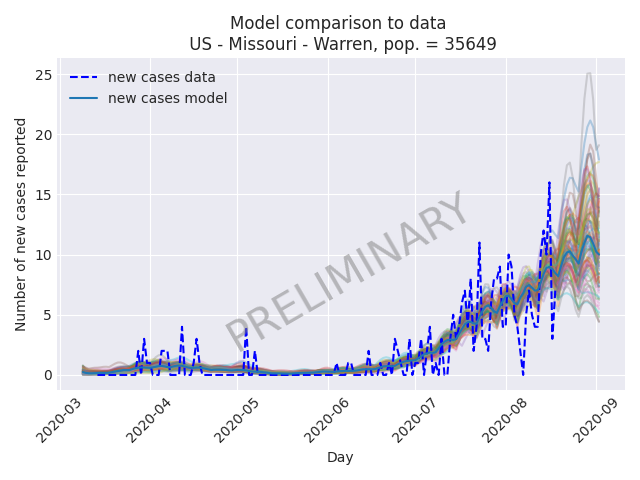 Model comparison to data
US - Missouri - Warren, pop. = 35649
new cases data
new cases model
PRELIMINARY
Number of new cases reported
25
20
15
10
5
0
2020-03
2020-04
2020-05
2020-06
2020-07
2020-08
2020-09
Day